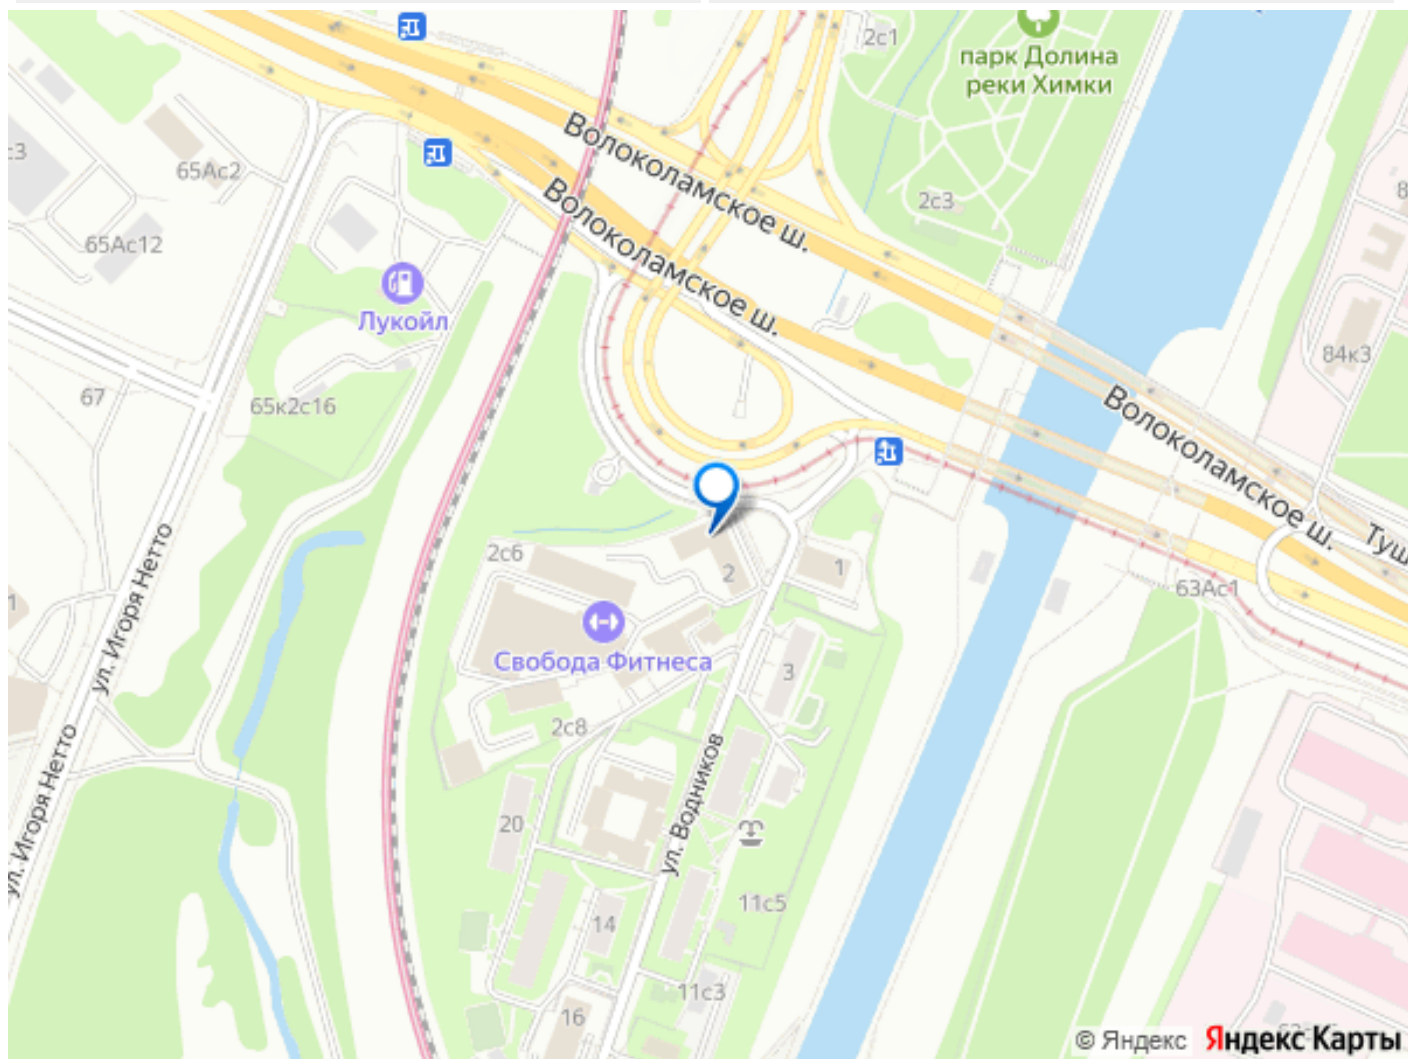 2с1
парк Долина
реки Химки
Волоколамское ш.
65Ас2
Волоколамское ш.
2с3
65Ас12
Лукойл
84к3
67
65к2с16
Волоколамское ш.
ул. Игоря Нетто
2с6
2
1
63Ас1
Свобода Фитнеса
3
2с8
ул. Игоря Нетто
ул. Водников
20
11с5
14
11с3
16
© Яндекс
Яндекс Карты